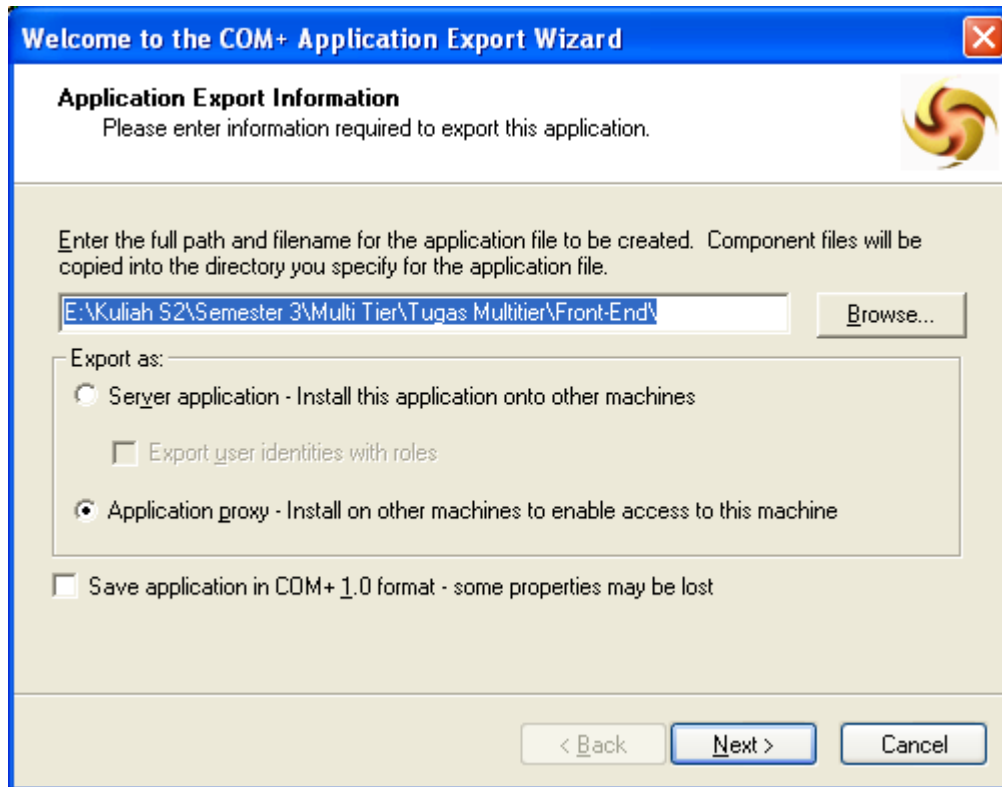 Welcome to the COM+ Application Export Wizard
Application Export Information
Please enter information required to export this application.
Enter the full path and filename for the application file to be created.  Component files will be
copied into the directory you specify for the application file.
E:\Kuliah S2\Semester 3\Multi Tier\Tugas Multitier\Front-End\
Browse...
Export as:
Server application - Install this application onto other machines
Export user identities with roles
Application proxy - Install on other machines to enable access to this machine
Save application in COM+ 1.0 format - some properties may be lost
< Back
Next >
Cancel